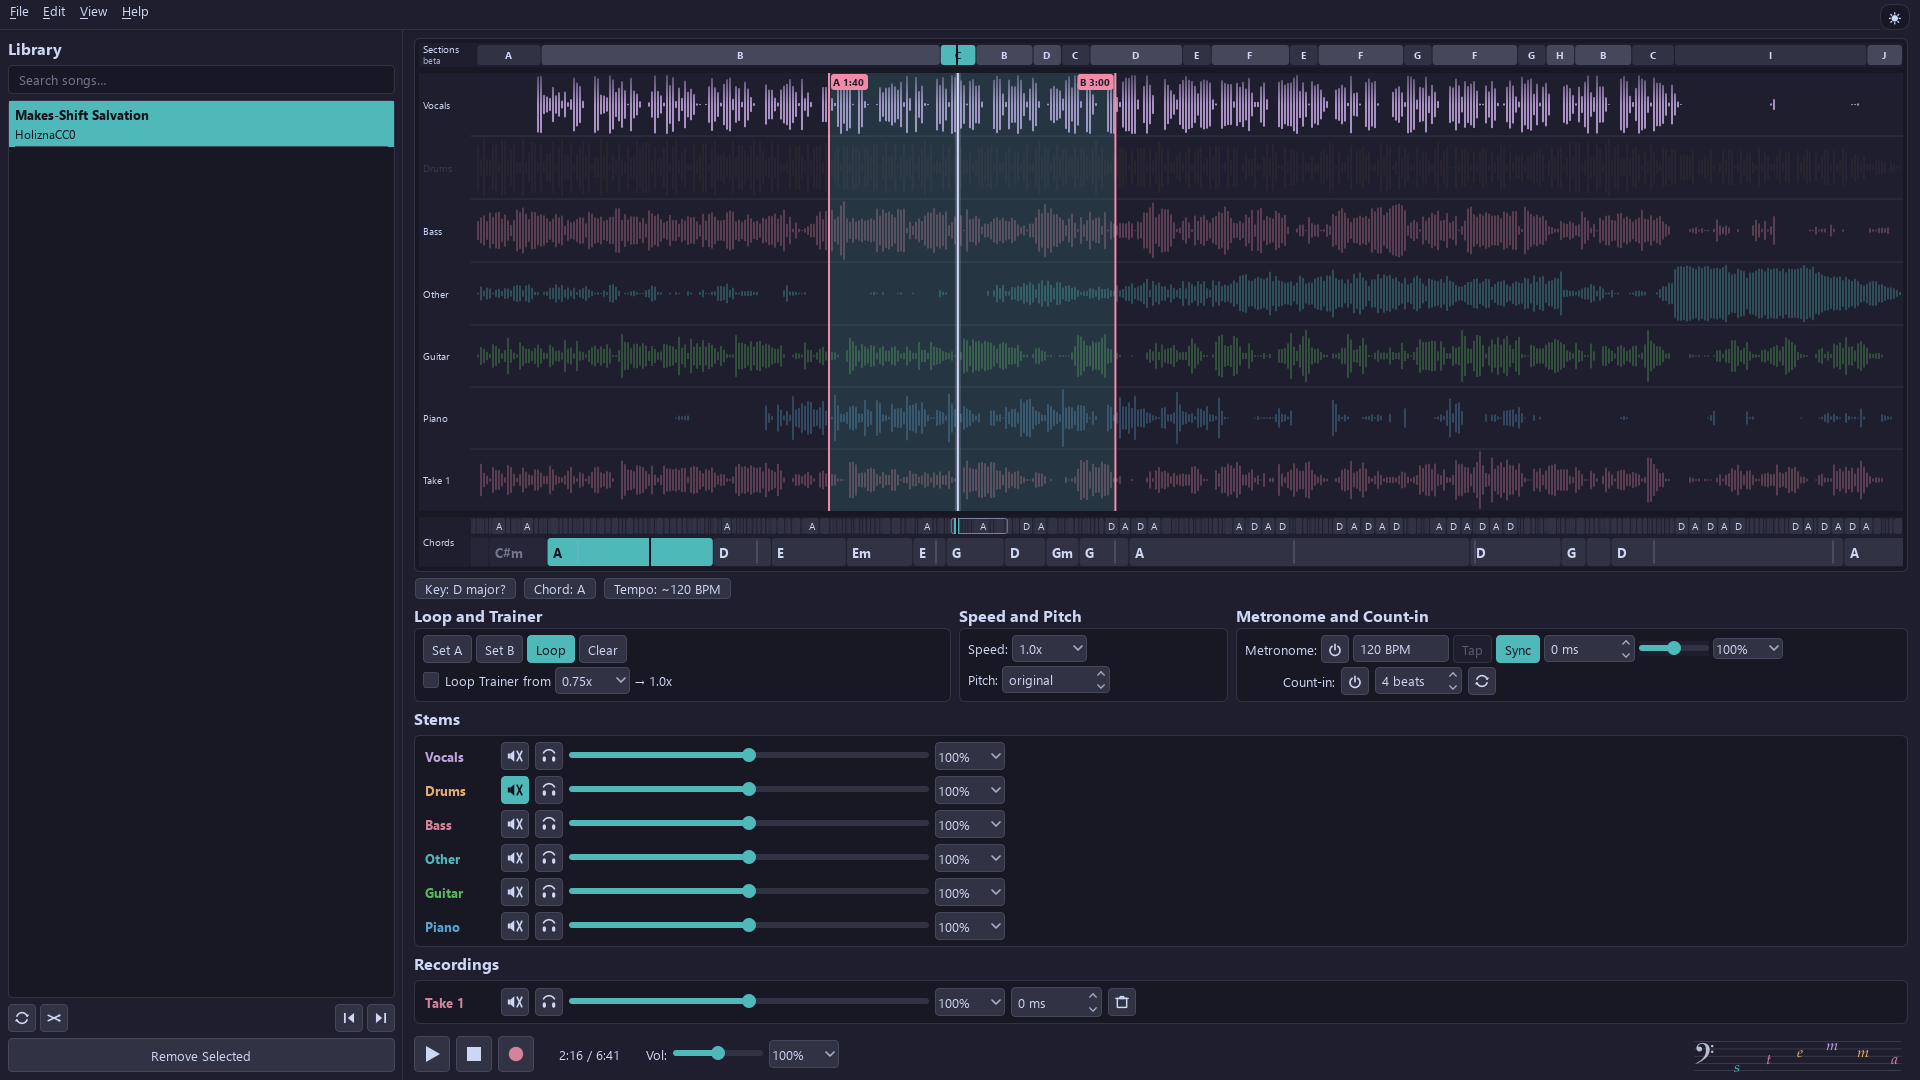 File Edit View Help
Library
Search songs...
Makes-Shift Salvation
HoliznaCC0
Remove Selected
Sections
beta
A B C B D C D E F E F G F G H B C I J
A 1:40 B 3:00
Vocals
Drums
Bass
Other
Guitar
Piano
Take 1
A A A A A A D A D A D A A D A D D A D A D A D A D A D D A D A D D A D A D A
Chords
C#m A D E Em E G D Gm G A D G D A
Key: D major? Chord: A Tempo: ~120 BPM
Loop and Trainer
Set A Set B Loop Clear
Loop Trainer from 0.75x → 1.0x
Speed and Pitch
Speed: 1.0x
Pitch: original
Metronome and Count-in
Metronome: 120 BPM Tap Sync 0 ms 100%
Count-in: 4 beats
Stems
Vocals 100%
Drums 100%
Bass 100%
Other 100%
Guitar 100%
Piano 100%
Recordings
Take 1 100% 0 ms
2:16 / 6:41 Vol: 100%
stemma